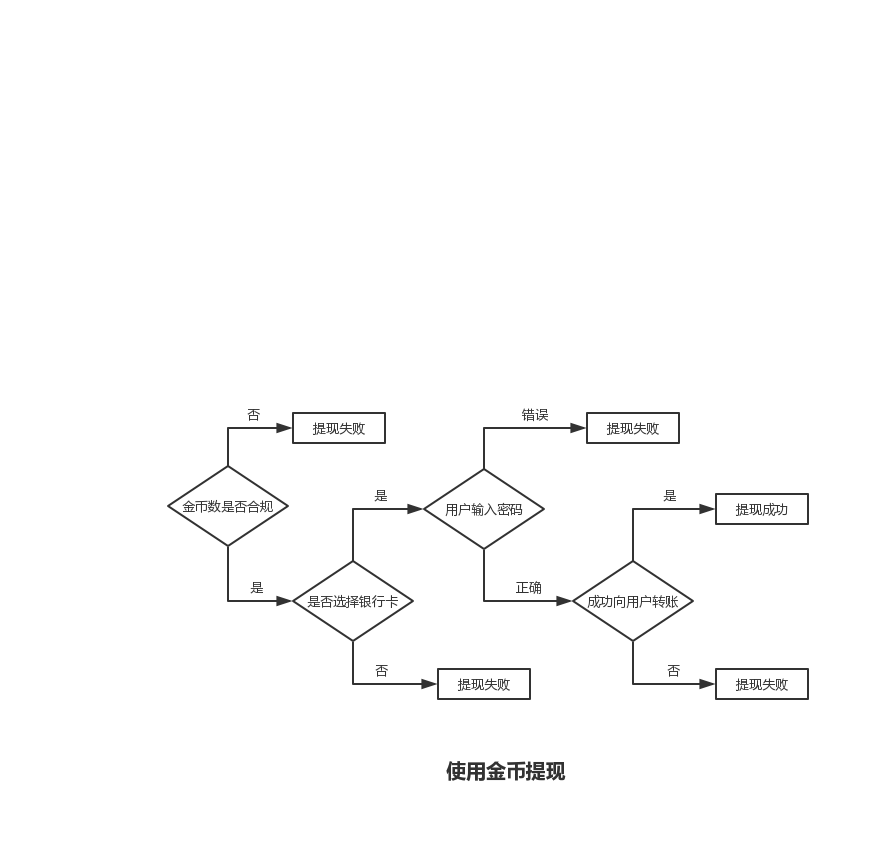 否
提现失败
错误
提现失败
金币数是否合规
是
用户输入密码
是
提现成功
是
是否选择银行卡
正确
成功向用户转账
否
提现失败
否
提现失败
使用金币提现